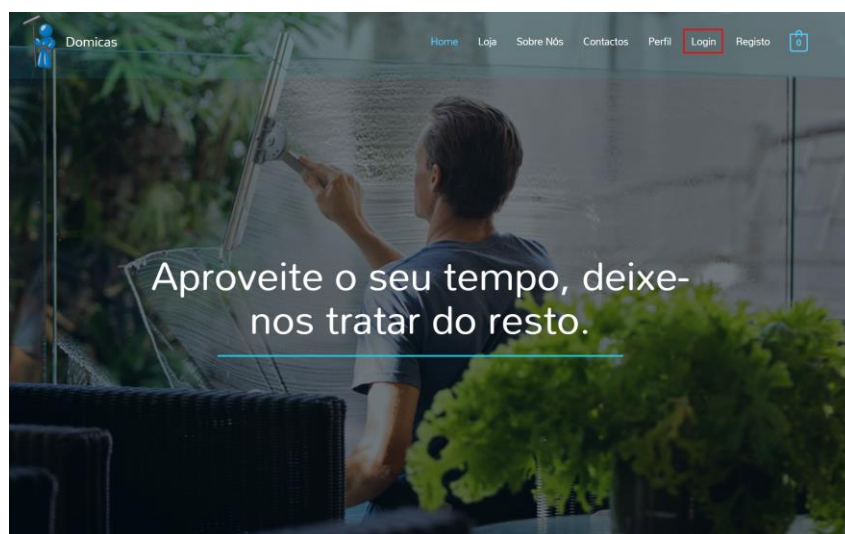 Domicas
Home Loja Sobre Nós Contactos Perfil Login Registo 0
Aproveite o seu tempo, deixe-
nos tratar do resto.